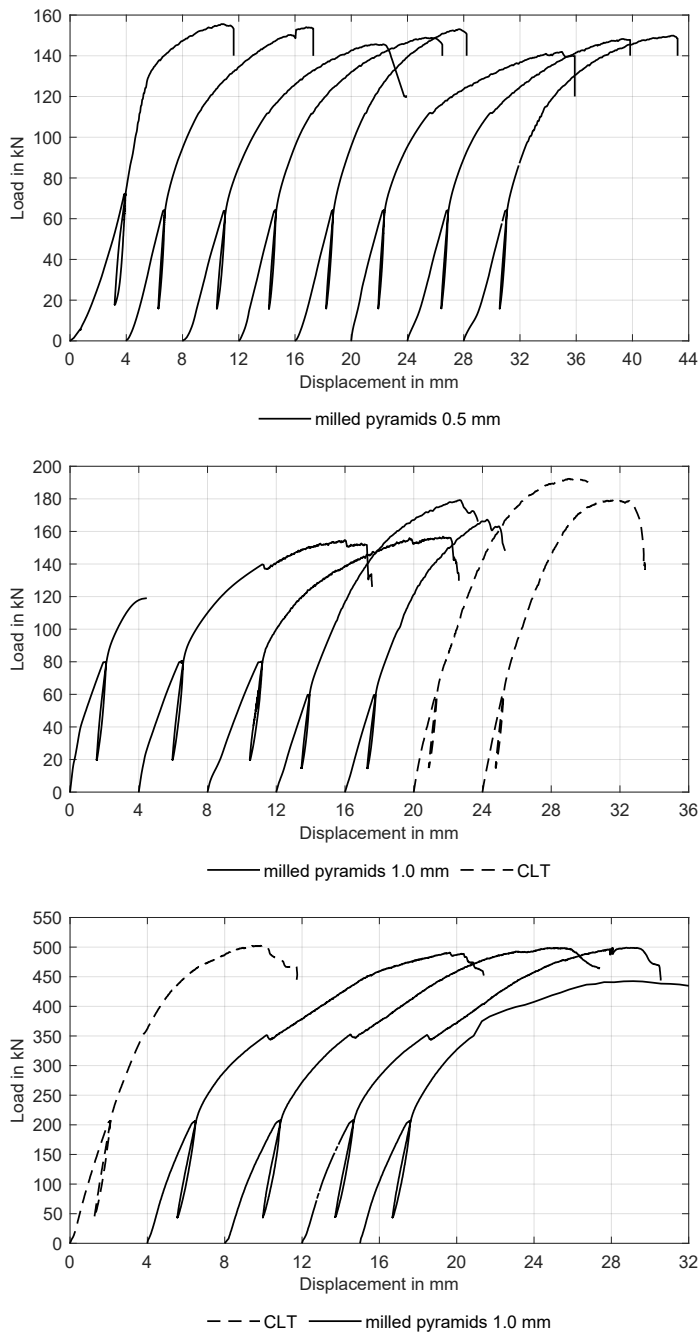 160
140
120
100
80
60
40
20
0
Load in kN
0 4 8 12 16 20 24 28 32 36 40 44
Displacement in mm
milled pyramids 0.5 mm
200
180
160
140
120
100
80
60
40
20
0
Load in kN
0 4 8 12 16 20 24 28 32 36
Displacement in mm
milled pyramids 1.0 mm CLT
550
500
450
400
350
300
250
200
150
100
50
0
Load in kN
0 4 8 12 16 20 24 28 32
Displacement in mm
CLT milled pyramids 1.0 mm